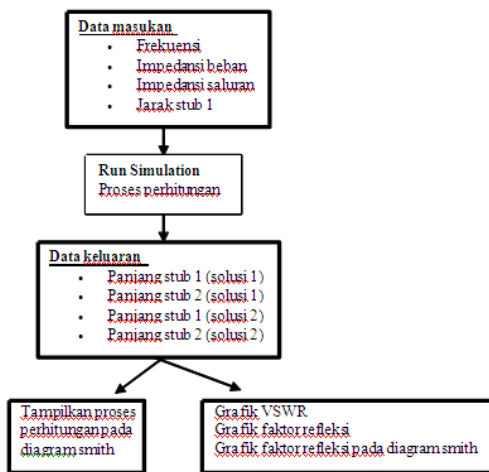 Data masukan
• Frekuensi
• Impedansi beban
• Impedansi saluran
• Jarak stub 1
Run Simulation
Proses perhitungan
Data keluaran
• Panjang stub 1 (solusi 1)
• Panjang stub 2 (solusi 1)
• Panjang stub 1 (solusi 2)
• Panjang stub 2 (solusi 2)
Tampilkan proses
perhitungan pada
diagram smith
Grafik VSWR
Grafik faktor refleksi
Grafik faktor refleksi pada diagram smith